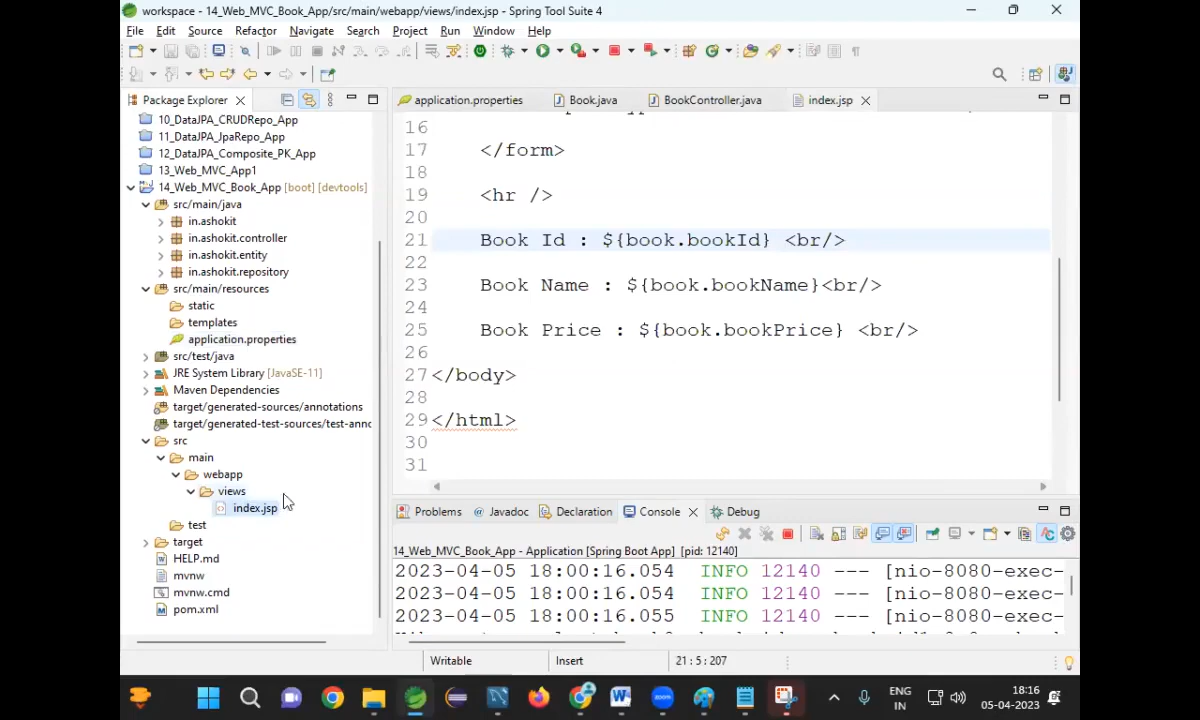 workspace - 14_Web_MVC_Book_App/src/main/webapp/views/index.jsp - Spring Tool Suite 4
File Edit Source Refactor Navigate Search Project Run Window Help
Package Explorer
10_DataJPA_CRUDRepo_App
11_DataJPA_JpaRepo_App
12_DataJPA_Composite_PK_App
13_Web_MVC_App1
14_Web_MVC_Book_App [boot] [devtools]
src/main/java
in.ashokit
in.ashokit.controller
in.ashokit.entity
in.ashokit.repository
src/main/resources
static
templates
application.properties
src/test/java
JRE System Library [JavaSE-11]
Maven Dependencies
target/generated-sources/annotations
target/generated-test-sources/test-anno
src
main
webapp
views
index.jsp
test
target
HELP.md
mvnw
mvnw.cmd
pom.xml
application.properties Book.java BookController.java index.jsp
16
17 </form>
18
19 <hr />
20
21 Book Id : ${book.bookId} <br/>
22
23 Book Name : ${book.bookName}<br/>
24
25 Book Price : ${book.bookPrice} <br/>
26
27 </body>
28
29 </html>
30
31
Problems @ Javadoc Declaration Console Debug
14_Web_MVC_Book_App - Application [Spring Boot App] [pid: 12140]
2023-04-05 18:00:16.054 INFO 12140 --- [nio-8080-exec-
2023-04-05 18:00:16.054 INFO 12140 --- [nio-8080-exec-
2023-04-05 18:00:16.055 INFO 12140 --- [nio-8080-exec-
Writable Insert 21 : 5 : 207
ENG
IN
18:16
05-04-2023